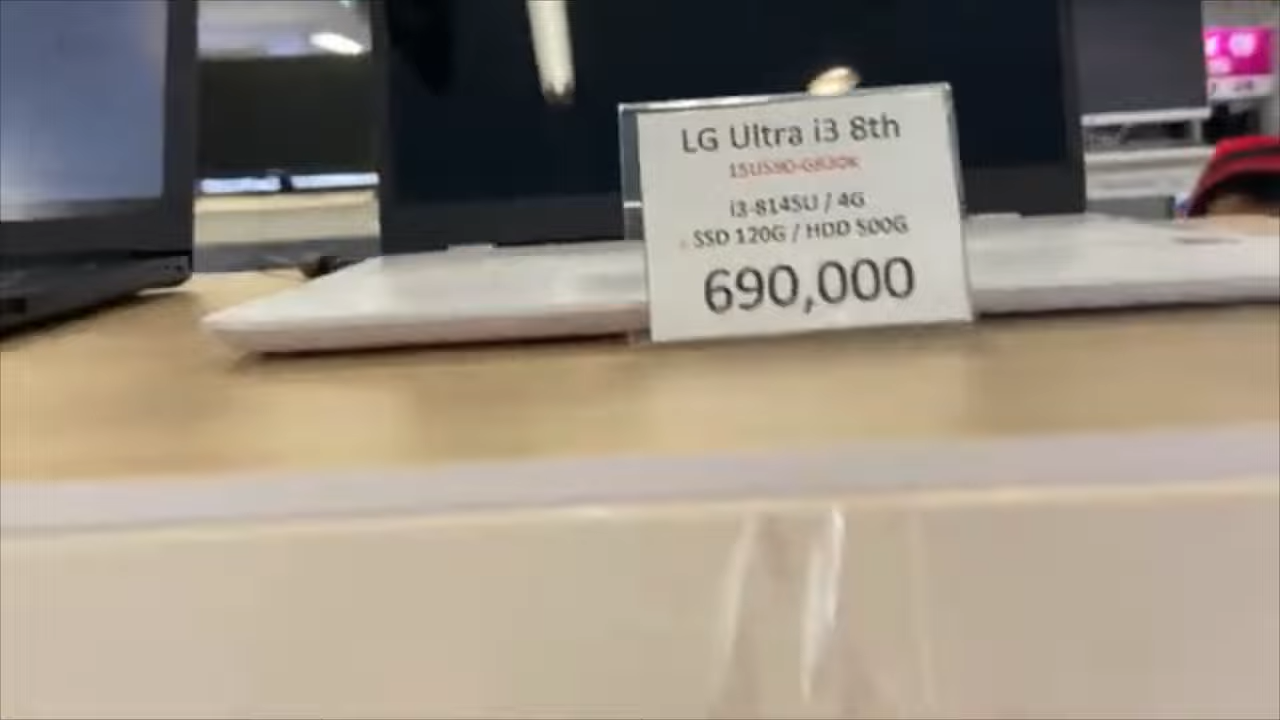 LG Ultra i3 8th
i3-8145U / 4G
SSD 120G / HDD 500G
690,000